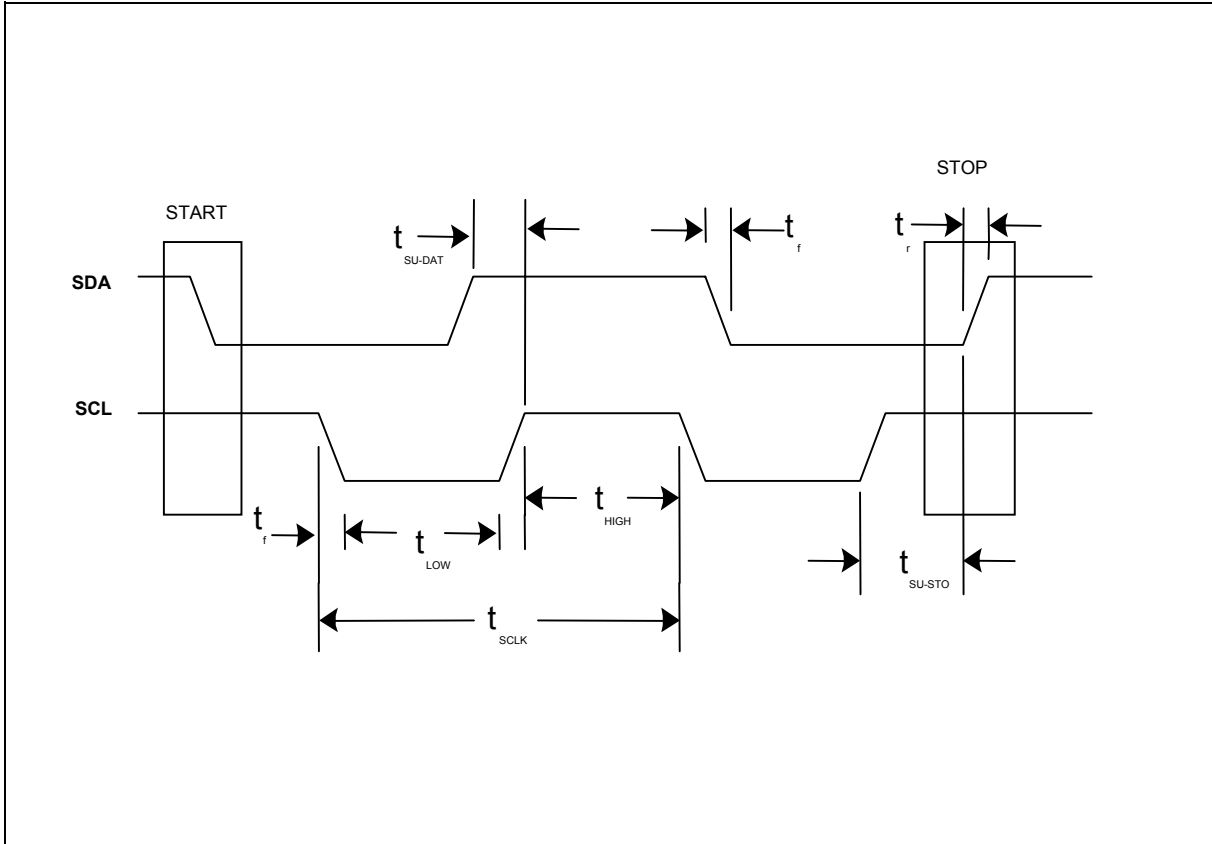 STOP
START
t SU-DAT
t f
t r
SDA
SCL
t HIGH
t f
t LOW
t SU-STO
t SCLK